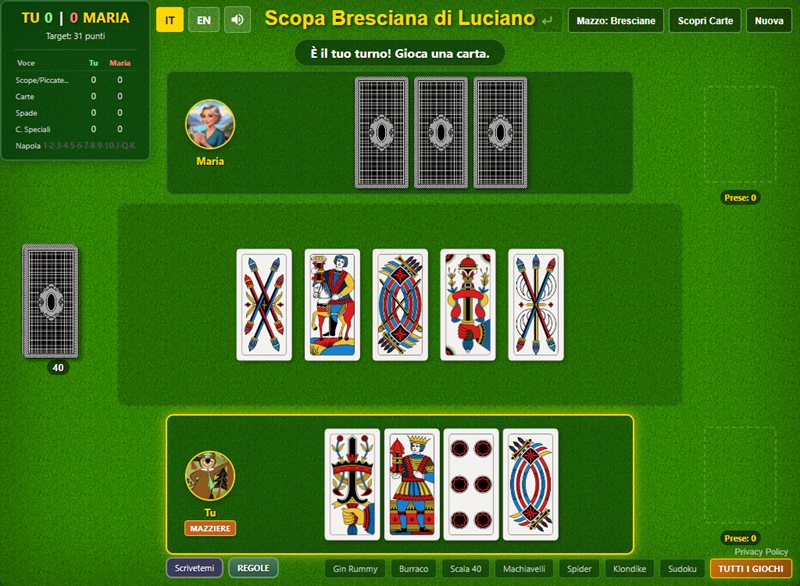 TU 0 | 0 MARIA
Target: 31 punti
Voce Tu Maria
Scope/Piccate... 0 0
Carte 0 0
Spade 0 0
C. Speciali 0 0
Napola 1-2-3-4-5-6-7-8-9-10-J-Q-K
IT
EN
Scopa Bresciana di Luciano
Mazzo: Bresciane
Scopri Carte
Nuova
È il tuo turno! Gioca una carta.
Maria
Prese: 0
40
Tu
MAZZIERE
Prese: 0
Privacy Policy
Scrivetemi
REGOLE
Gin Rummy
Burraco
Scala 40
Machiavelli
Spider
Klondike
Sudoku
TUTTI I GIOCHI